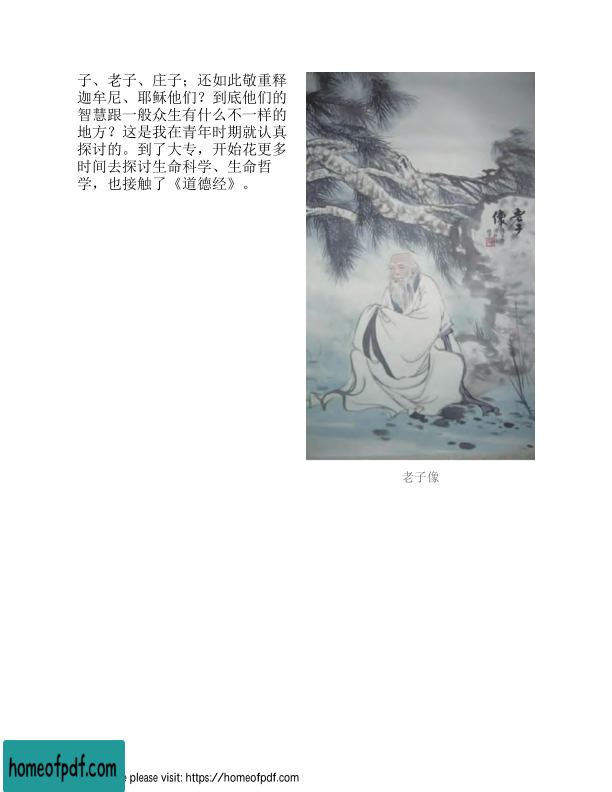 子、老子、庄子；还如此敬重释
迦牟尼、耶稣他们？到底他们的
智慧跟一般众生有什么不一样的
地方？这是我在青年时期就认真
探讨的。到了大专，开始花更多
时间去探讨生命科学、生命哲
学，也接触了《道德经》。
老子
像
老子像
homeofpdf.com
e please visit: https://homeofpdf.com